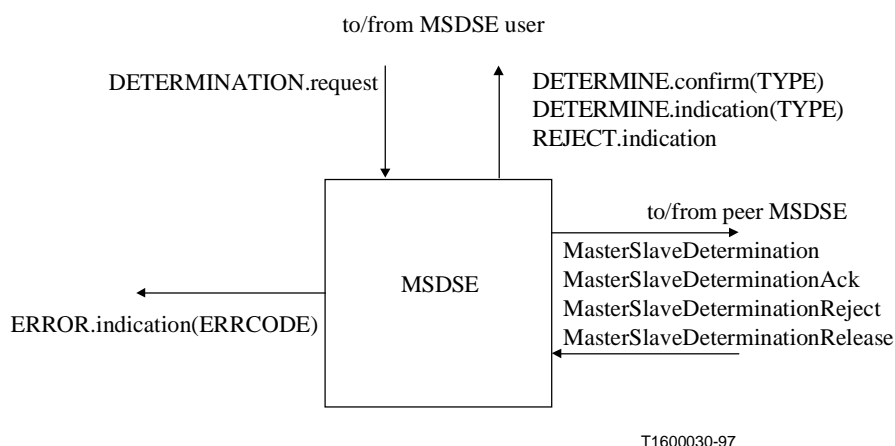 to/from MSDSE user
DETERMINATION.request
DETERMINE.confirm(TYPE)
DETERMINE.indication(TYPE)
REJECT.indication
to/from peer MSDSE
MasterSlaveDetermination
MasterSlaveDeterminationAck
MSDSE
MasterSlaveDeterminationReject
ERROR.indication(ERRCODE)
MasterSlaveDeterminationRelease
T1600030-97